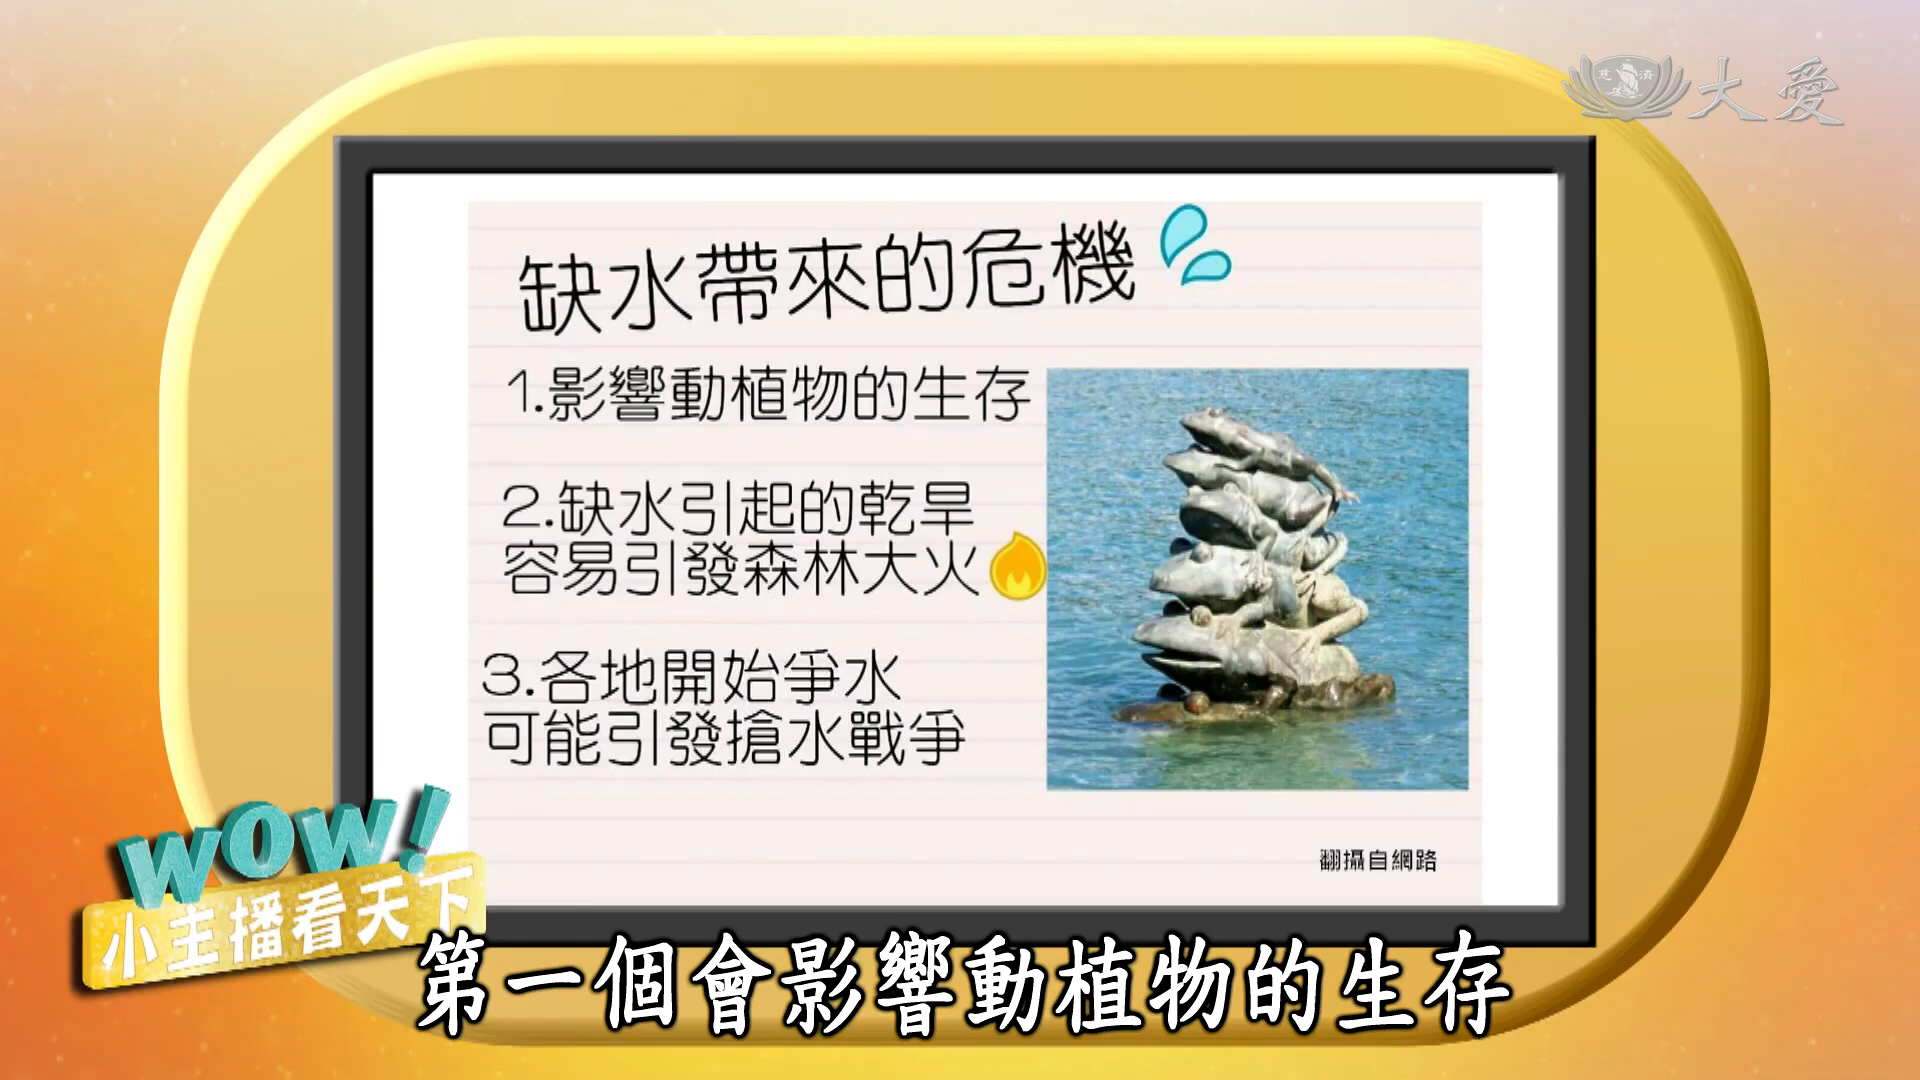 慈濟
大愛
缺水帶來的危機
1.影響動植物的生存
2.缺水引起的乾旱
容易引發森林大火
3.各地開始爭水
可能引發搶水戰爭
翻攝自網路
WOW!
小主播看天下
第一個會影響動植物的生存